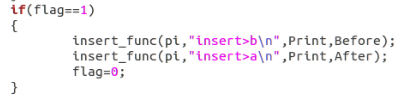 if(flag==1)
{
        insert_func(pi,"insert>b\n",Print,Before);
        insert_func(pi,"insert>a\n",Print,After);
        flag=0;
}